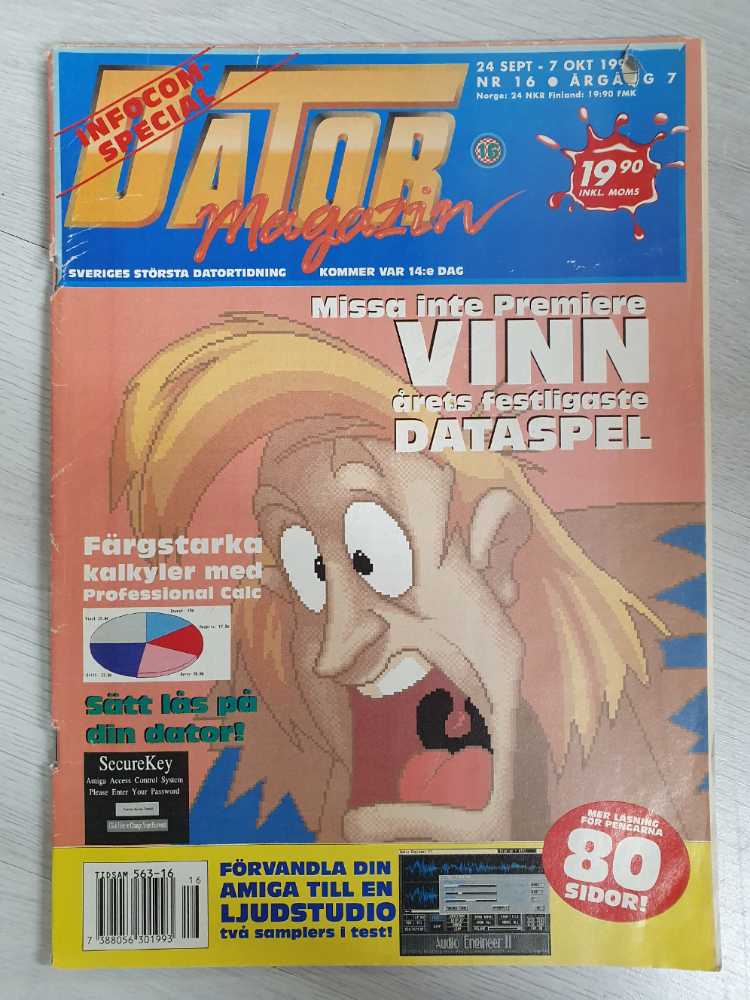 INFOCOM-
SPECIAL
DATOR
Magazin
24 SEPT - 7 OKT 199
NR 16 ● ÅRGÅ G 7
Norge: 24 NKR Finland: 19:90 FMK
16
19 90
INKL. MOMS
SVERIGES STÖRSTA DATORTIDNING KOMMER VAR 14:e DAG
Missa inte Premiere
VINN
årets festligaste
DATASPEL
Färgstarka
kalkyler med
Professional Calc
Sätt lås på
din dator!
SecureKey
Amiga Access Control System
Please Enter Your Password
MER LÄSNING
FÖR PENGARNA
80
SIDOR!
TIDSAM 563-16
16
7 388056 301993
FÖRVANDLA DIN
AMIGA TILL EN
LJUDSTUDIO
två samplers i test!
Audio Engineer II